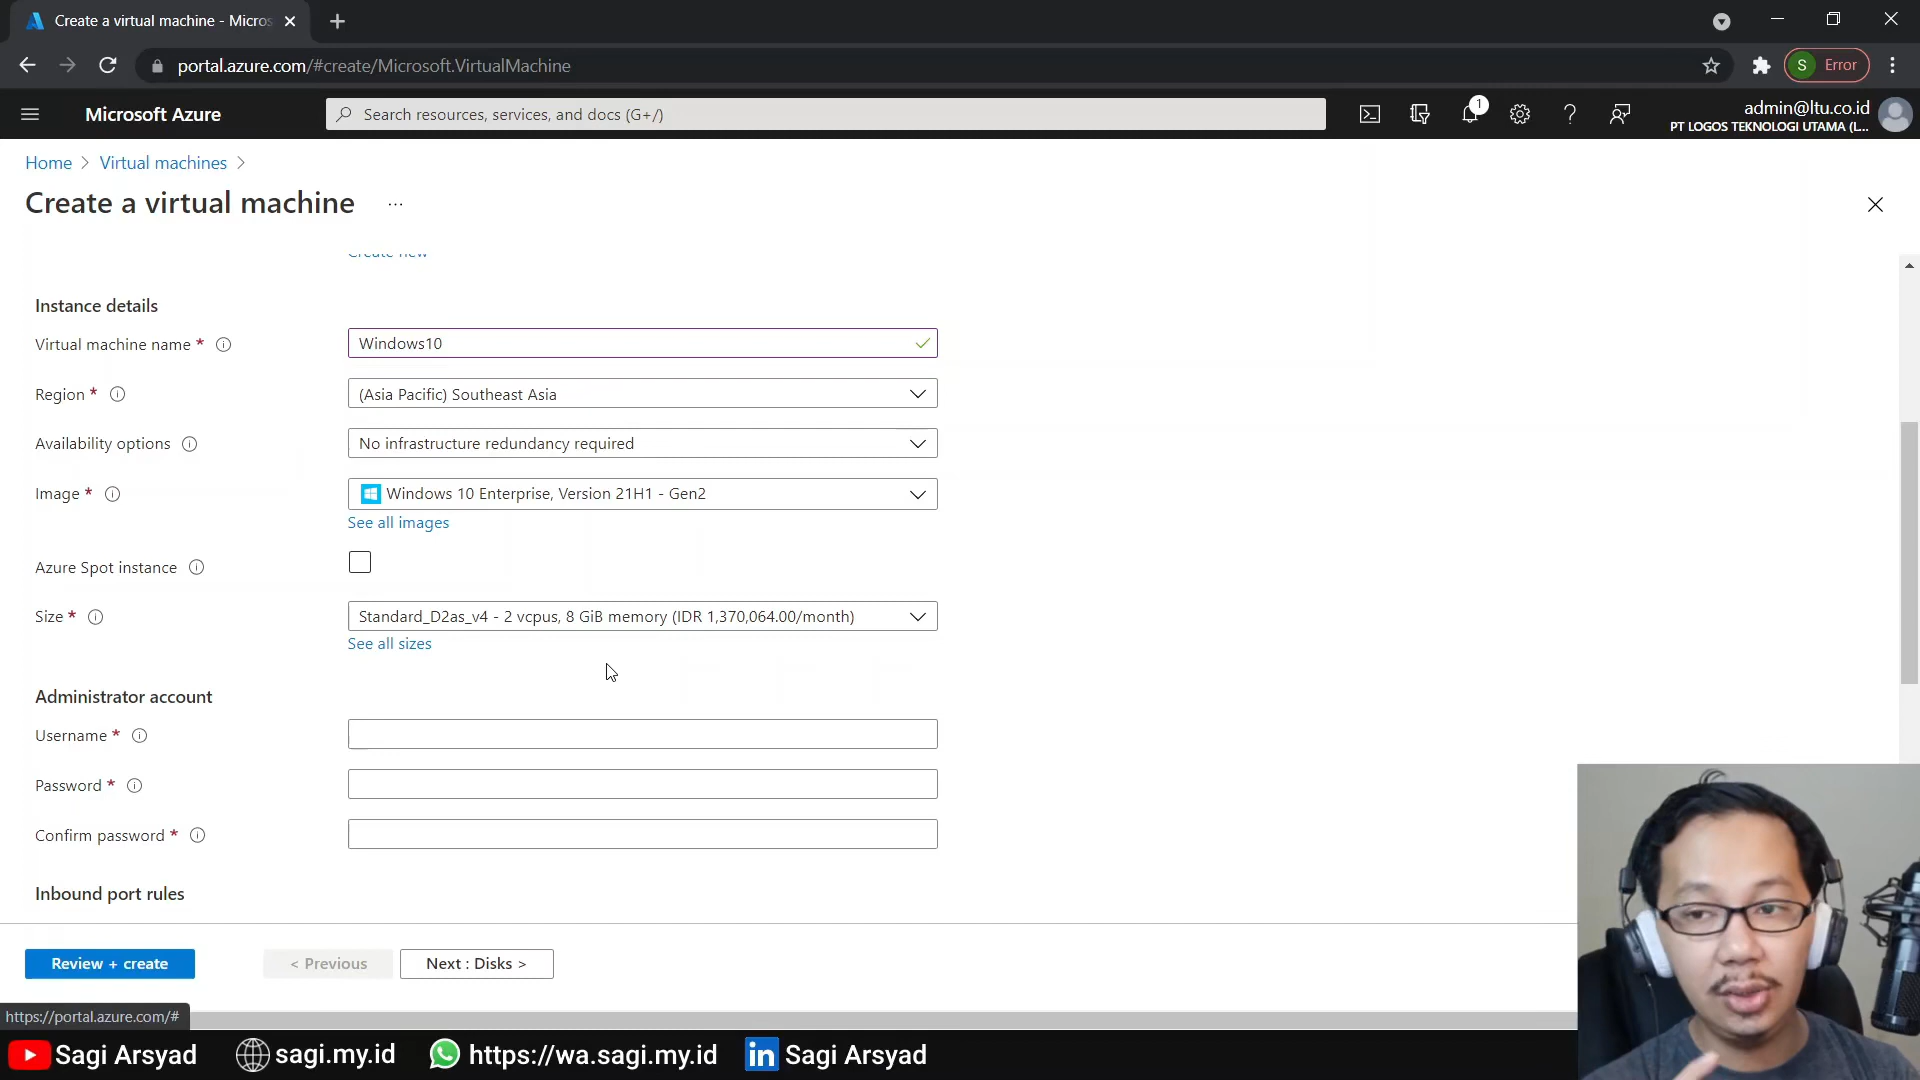 Create a virtual machine - Micros
portal.azure.com/#create/Microsoft.VirtualMachine
S Error
Microsoft Azure
Search resources, services, and docs (G+/)
1
admin@ltu.co.id
PT LOGOS TEKNOLOGI UTAMA (L...
Home > Virtual machines >
Create a virtual machine ...
Create new
Instance details
Virtual machine name *
Windows10
Region *
(Asia Pacific) Southeast Asia
Availability options
No infrastructure redundancy required
Image *
Windows 10 Enterprise, Version 21H1 - Gen2
See all images
Azure Spot instance
Size *
Standard_D2as_v4 - 2 vcpus, 8 GiB memory (IDR 1,370,064.00/month)
See all sizes
Administrator account
Username *
Password *
Confirm password *
Inbound port rules
Review + create
< Previous
Next : Disks >
https://portal.azure.com/#
Sagi Arsyad
sagi.my.id
https://wa.sagi.my.id
in Sagi Arsyad